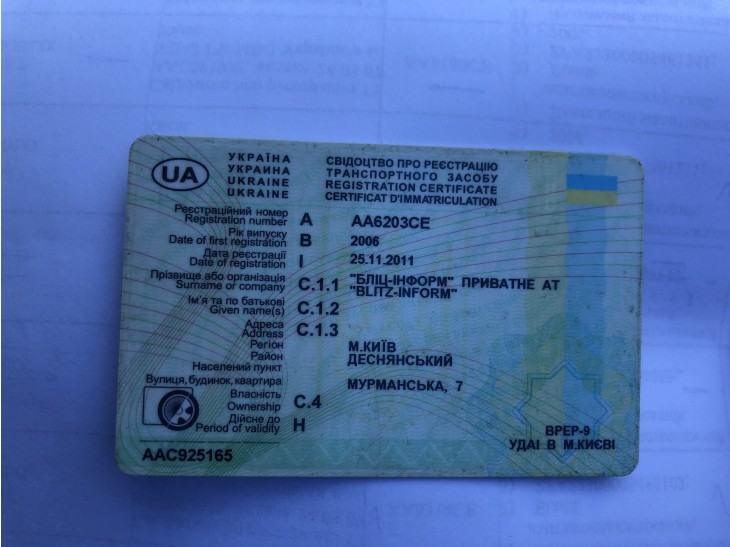 UA
УКРАЇНА
УКРАИНА
UKRAINE
UKRAINE
СВІДОЦТВО ПРО РЕЄСТРАЦІЮ
ТРАНСПОРТНОГО ЗАСОБУ
REGISTRATION CERTIFICATE
CERTIFICAT D'IMMATRICULATION
Реєстраційний номер
Registration number A AA6203CE
Рік випуску
Date of first registration B 2006
Дата реєстрації
Date of registration I 25.11.2011
Прізвище або організація
Surname or company C.1.1 "БЛІЦ-ІНФОРМ" ПРИВАТНЕ АТ
"BLITZ-INFORM"
Ім'я та по батькові
Given name(s) C.1.2
Адреса
Address C.1.3
Регіон М.КИЇВ
Район ДЕСНЯНСЬКИЙ
Населений пункт
Вулиця, будинок, квартира МУРМАНСЬКА, 7
Власність
Ownership C.4
Дійсне до
Period of validity H
ВРЕР-9
УДАІ В М.КИЄВІ
AAC925165